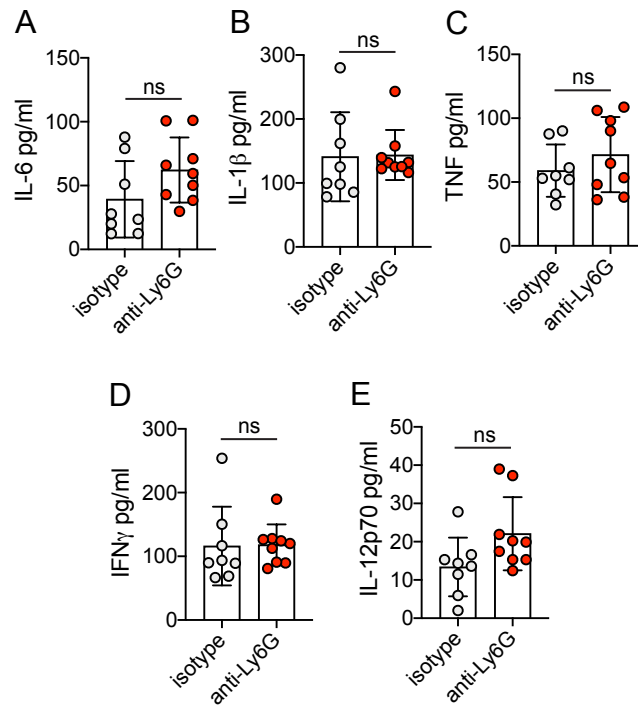 A
IL-6 pg/ml
150
100
50
0
ns
isotype
anti-Ly6G
B
IL-1β pg/ml
300
200
100
0
ns
isotype
anti-Ly6G
C
TNF pg/ml
150
100
50
0
ns
isotype
anti-Ly6G
D
IFNγ pg/ml
300
200
100
0
ns
isotype
anti-Ly6G
E
IL-12p70 pg/ml
50
40
30
20
10
0
ns
isotype
anti-Ly6G